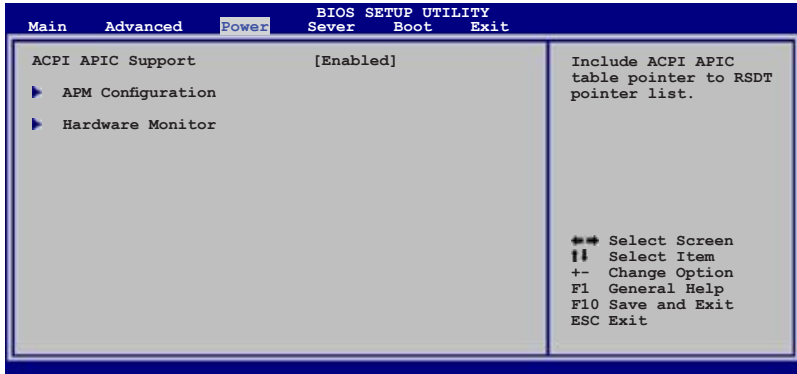 BIOS SETUP UTILITY
Main Advanced Power Sever Boot Exit
ACPI APIC Support [Enabled]
APM Configuration
Hardware Monitor
Include ACPI APIC
table pointer to RSDT
pointer list.
Select Screen
Select Item
+- Change Option
F1 General Help
F10 Save and Exit
ESC Exit